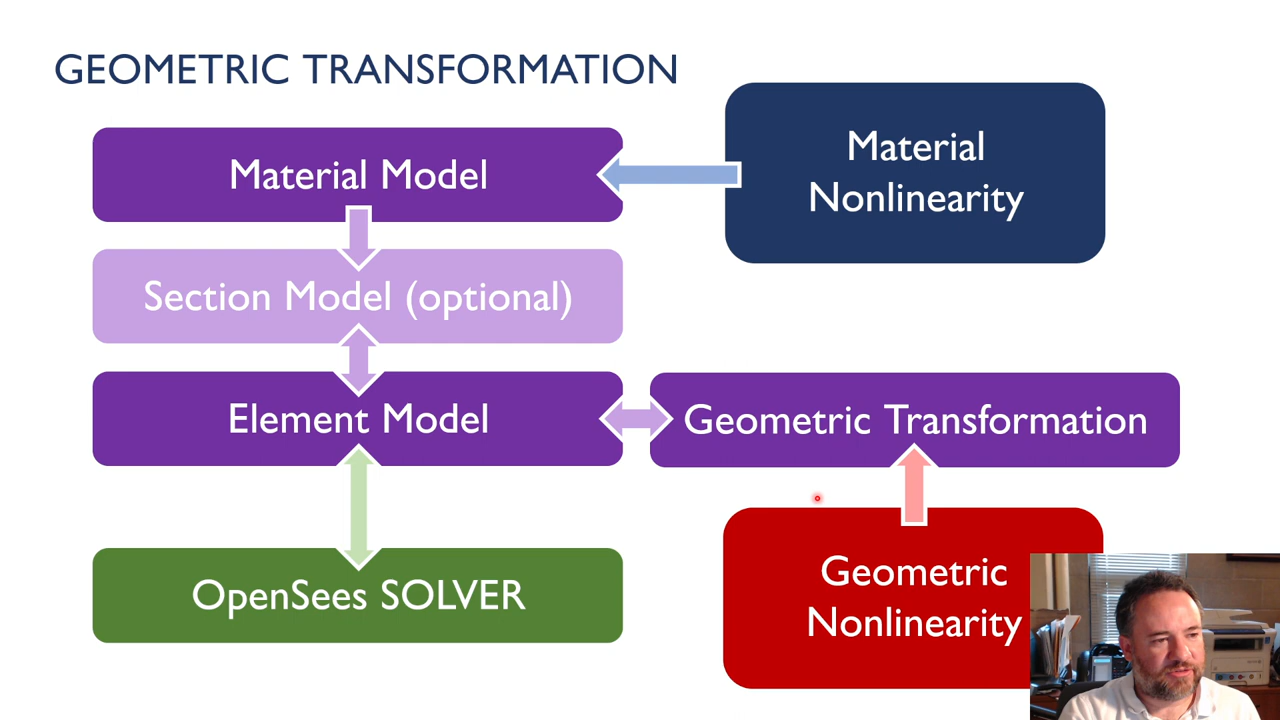 GEOMETRIC TRANSFORMATION
Material Model
Material
Nonlinearity
Section Model (optional)
Element Model
Geometric Transformation
OpenSees SOLVER
Geometric
Nonlinearity